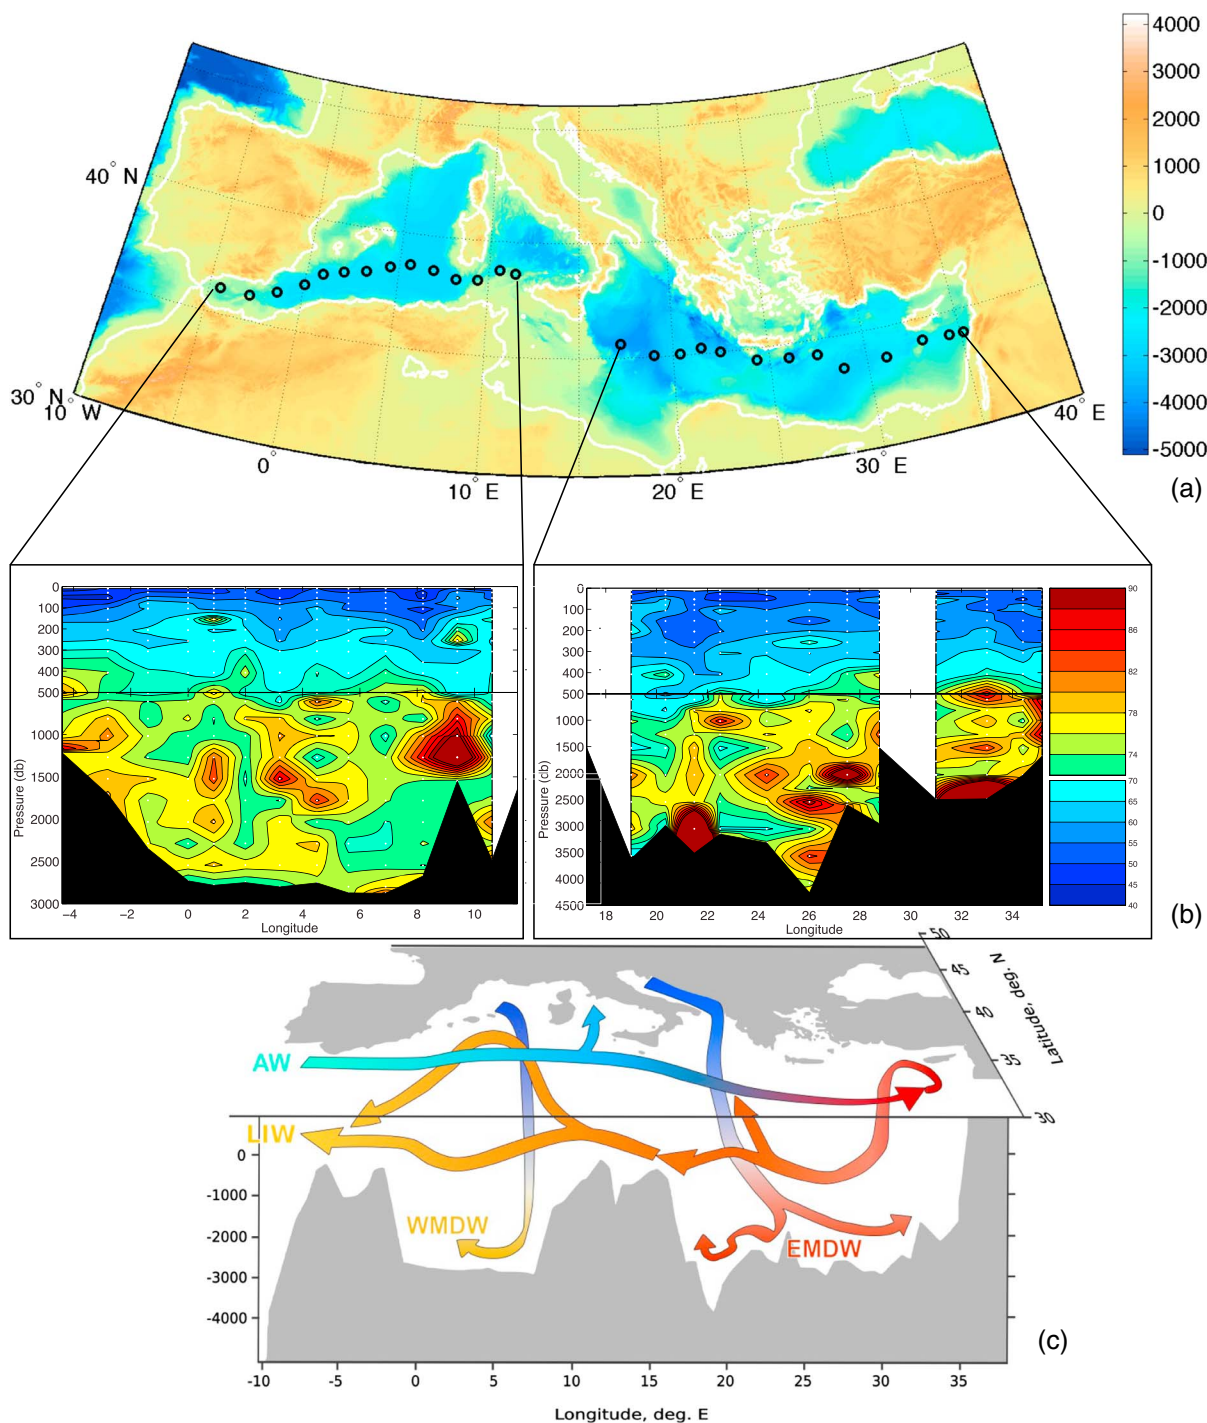 4000
3000
2000
1000
0
-1000
-2000
-3000
-4000
-5000
40° N
30° N
10° W
0°
10° E
20° E
30° E
40° E
(a)
0
100
200
300
400
500
1000
1500
2000
2500
3000
Pressure (db)
−4 −2 0 2 4 6 8 10
Longitude
0
100
200
300
400
500
1000
1500
2000
2500
3000
3500
4000
4500
Pressure (db)
18 20 22 24 26 28 30 32 34
Longitude
90
86
82
78
74
70
65
60
55
50
45
40
(b)
50
45
40
35
30
Latitude, deg. N
AW
LIW
WMDW
EMDW
0
-1000
-2000
-3000
-4000
(c)
-10 -5 0 5 10 15 20 25 30 35
Longitude, deg. E